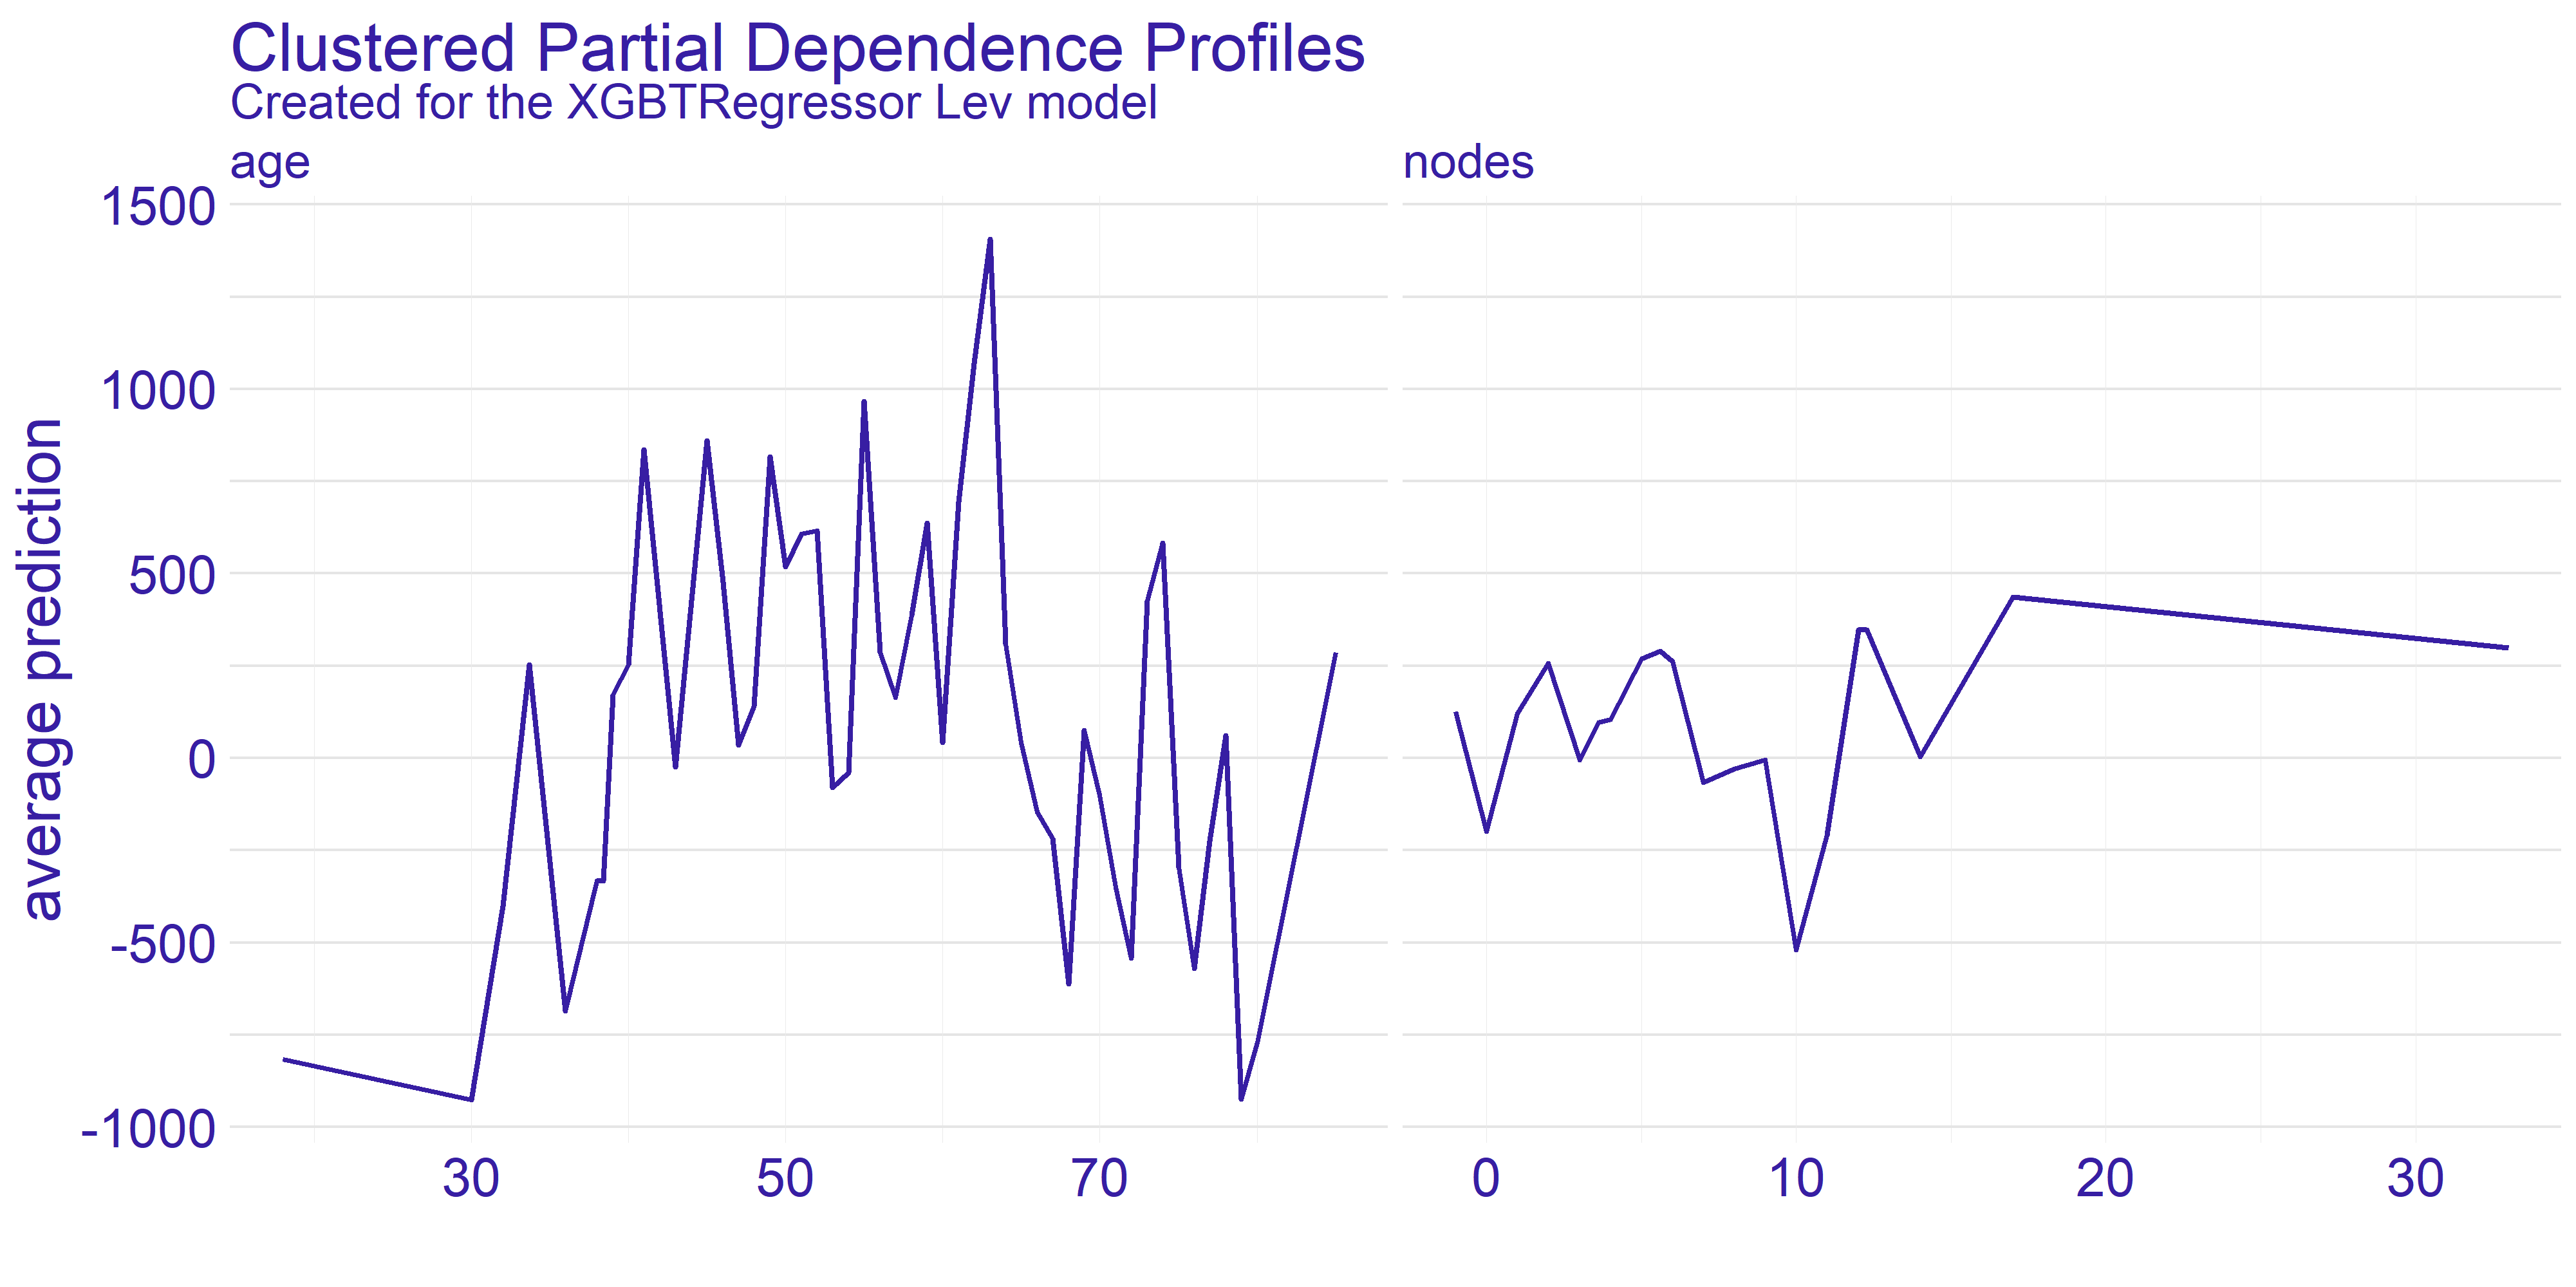 Clustered Partial Dependence Profiles
Created for the XGBTRegressor Lev model
age
nodes
1500
1000
500
0
-500
-1000
average prediction
30 50 70
0 10 20 30